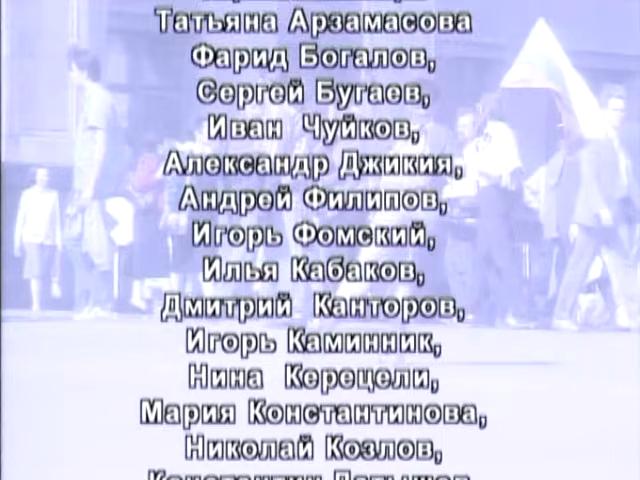 Татьяна Арзамасова
Фарид Богалов,
Сергей Бугаев,
Иван Чуйков,
Александр Джикия,
Андрей Филипов,
Игорь Фомский,
Илья Кабаков,
Дмитрий Канторов,
Игорь Каминник,
Нина Керецели,
Мария Константинова,
Николай Козлов,